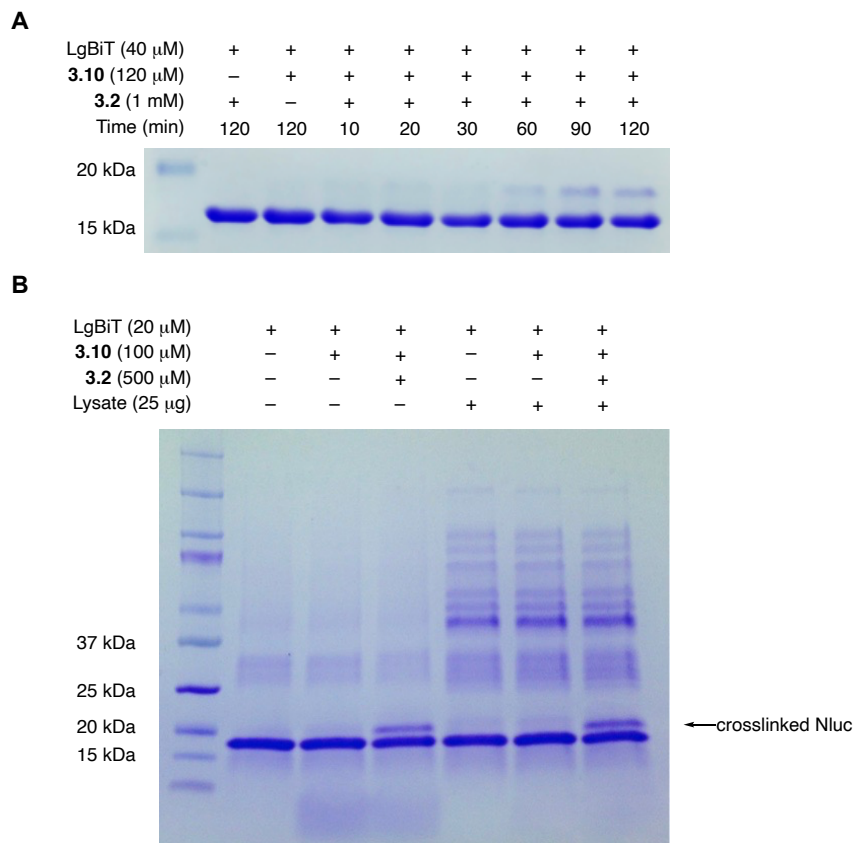 A
LgBiT (40 μM) + + + + + + + +
3.10 (120 μM) – + + + + + + +
3.2 (1 mM) + – + + + + + +
Time (min) 120 120 10 20 30 60 90 120
20 kDa
15 kDa
B
LgBiT (20 μM) + + + + + +
3.10 (100 μM) – + + – + +
3.2 (500 μM) – – + – – +
Lysate (25 μg) – – – + + +
37 kDa
25 kDa
20 kDa
crosslinked Nluc
15 kDa